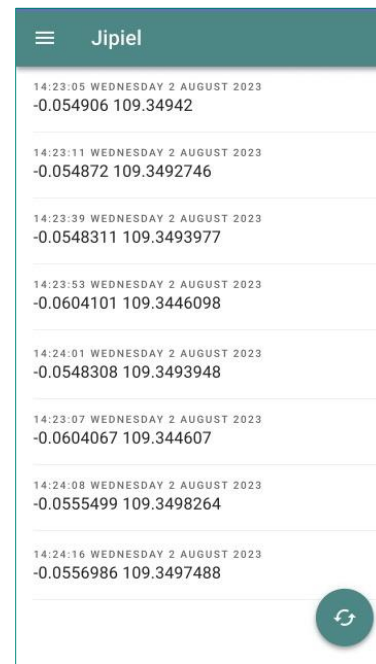 Jipiel
14:23:05 WEDNESDAY 2 AUGUST 2023
-0.054906 109.34942
14:23:11 WEDNESDAY 2 AUGUST 2023
-0.054872 109.3492746
14:23:39 WEDNESDAY 2 AUGUST 2023
-0.0548311 109.3493977
14:23:53 WEDNESDAY 2 AUGUST 2023
-0.0604101 109.3446098
14:24:01 WEDNESDAY 2 AUGUST 2023
-0.0548308 109.3493948
14:23:07 WEDNESDAY 2 AUGUST 2023
-0.0604067 109.344607
14:24:08 WEDNESDAY 2 AUGUST 2023
-0.0555499 109.3498264
14:24:16 WEDNESDAY 2 AUGUST 2023
-0.0556986 109.3497488